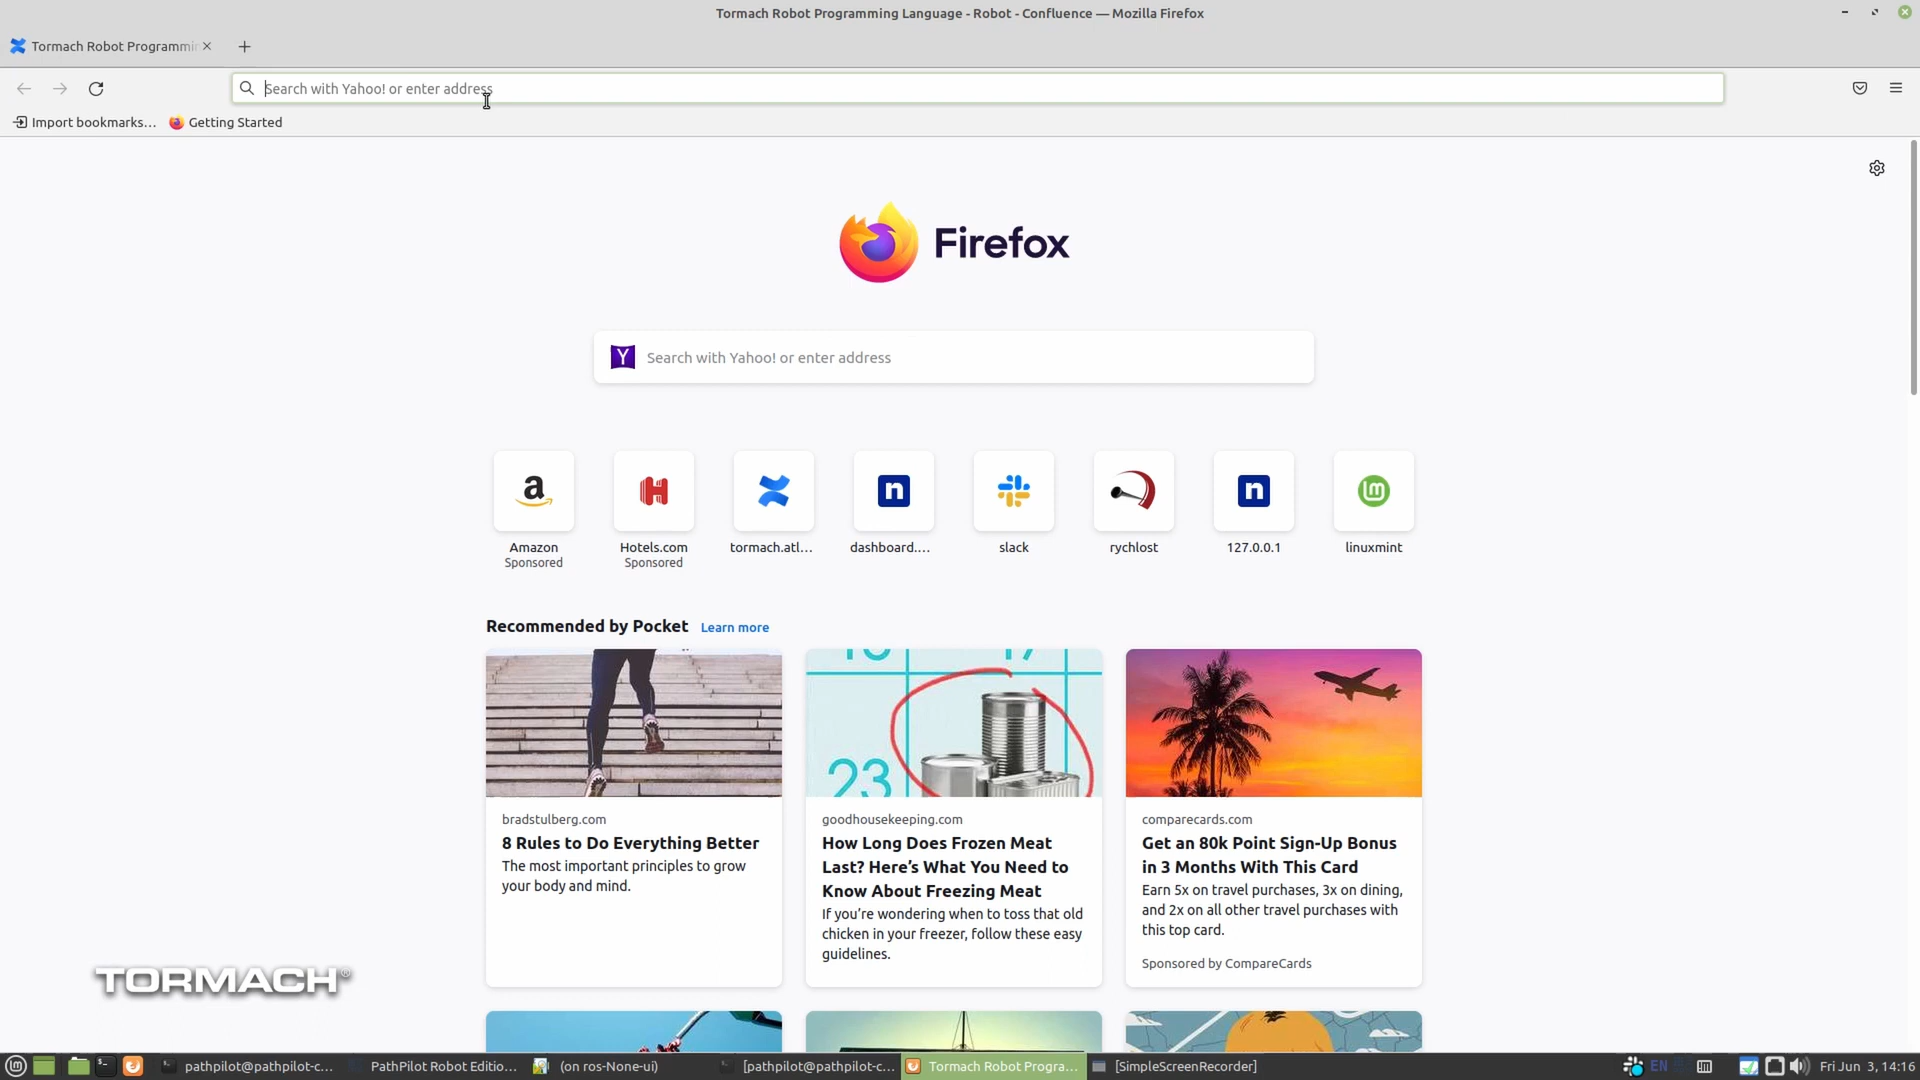 Tormach Robot Programming Language - Robot - Confluence — Mozilla Firefox
Tormach Robot Programmi
Search with Yahoo! or enter address
Import bookmarks...
Getting Started
Firefox
Y
Search with Yahoo! or enter address
a
n
n
lm
Amazon
Sponsored
Hotels.com
Sponsored
tormach.atl...
dashboard....
slack
rychlost
127.0.0.1
linuxmint
Recommended by Pocket
Learn more
23
bradstulberg.com
8 Rules to Do Everything Better
The most important principles to grow
your body and mind.
goodhousekeeping.com
How Long Does Frozen Meat
Last? Here’s What You Need to
Know About Freezing Meat
If you’re wondering when to toss that old
chicken in your freezer, follow these easy
guidelines.
comparecards.com
Get an 80k Point Sign-Up Bonus
in 3 Months With This Card
Earn 5x on travel purchases, 3x on dining,
and 2x on all other travel purchases with
this top card.
Sponsored by CompareCards
TORMACH®
pathpilot@pathpilot-c...
PathPilot Robot Editio...
(on ros-None-ui)
[pathpilot@pathpilot-c...
Tormach Robot Progra...
[SimpleScreenRecorder]
EN
Fri Jun 3, 14:16